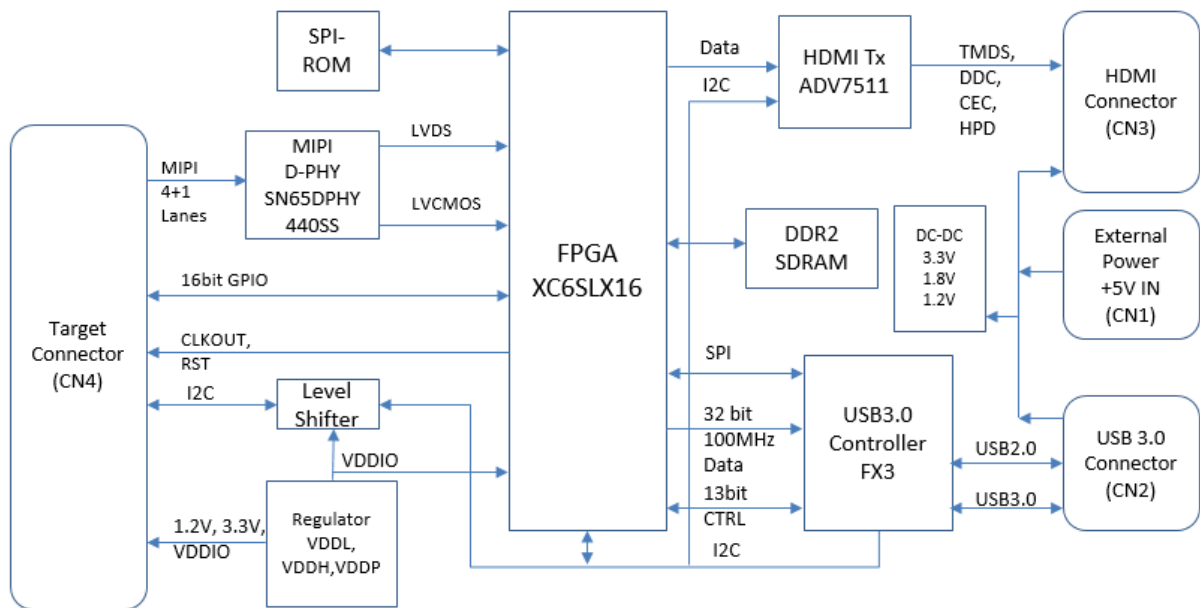 SPI-
ROM
Data
HDMI Tx
ADV7511
I2C
TMDS,
DDC,
CEC,
HPD
HDMI
Connector
(CN3)
LVDS
MIPI
D-PHY
SN65DPHY
440SS
MIPI
4+1
Lanes
LVCMOS
FPGA
XC6SLX16
DDR2
SDRAM
DC-DC
3.3V
1.8V
1.2V
External
Power
+5V IN
(CN1)
16bit GPIO
Target
Connector
(CN4)
CLKOUT,
RST
I2C
Level
Shifter
SPI
32 bit
100MHz
Data
13bit
CTRL
I2C
USB3.0
Controller
FX3
USB2.0
USB3.0
USB 3.0
Connector
(CN2)
VDDIO
1.2V, 3.3V,
VDDIO
Regulator
VDDL,
VDDH,VDDP